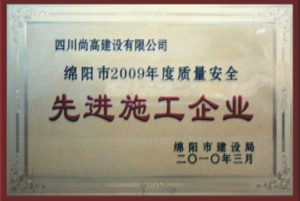 四川尚高建设有限公司
绵阳市2009年度质量安全
先进施工企业
绵阳市建设局
二〇一〇年三月